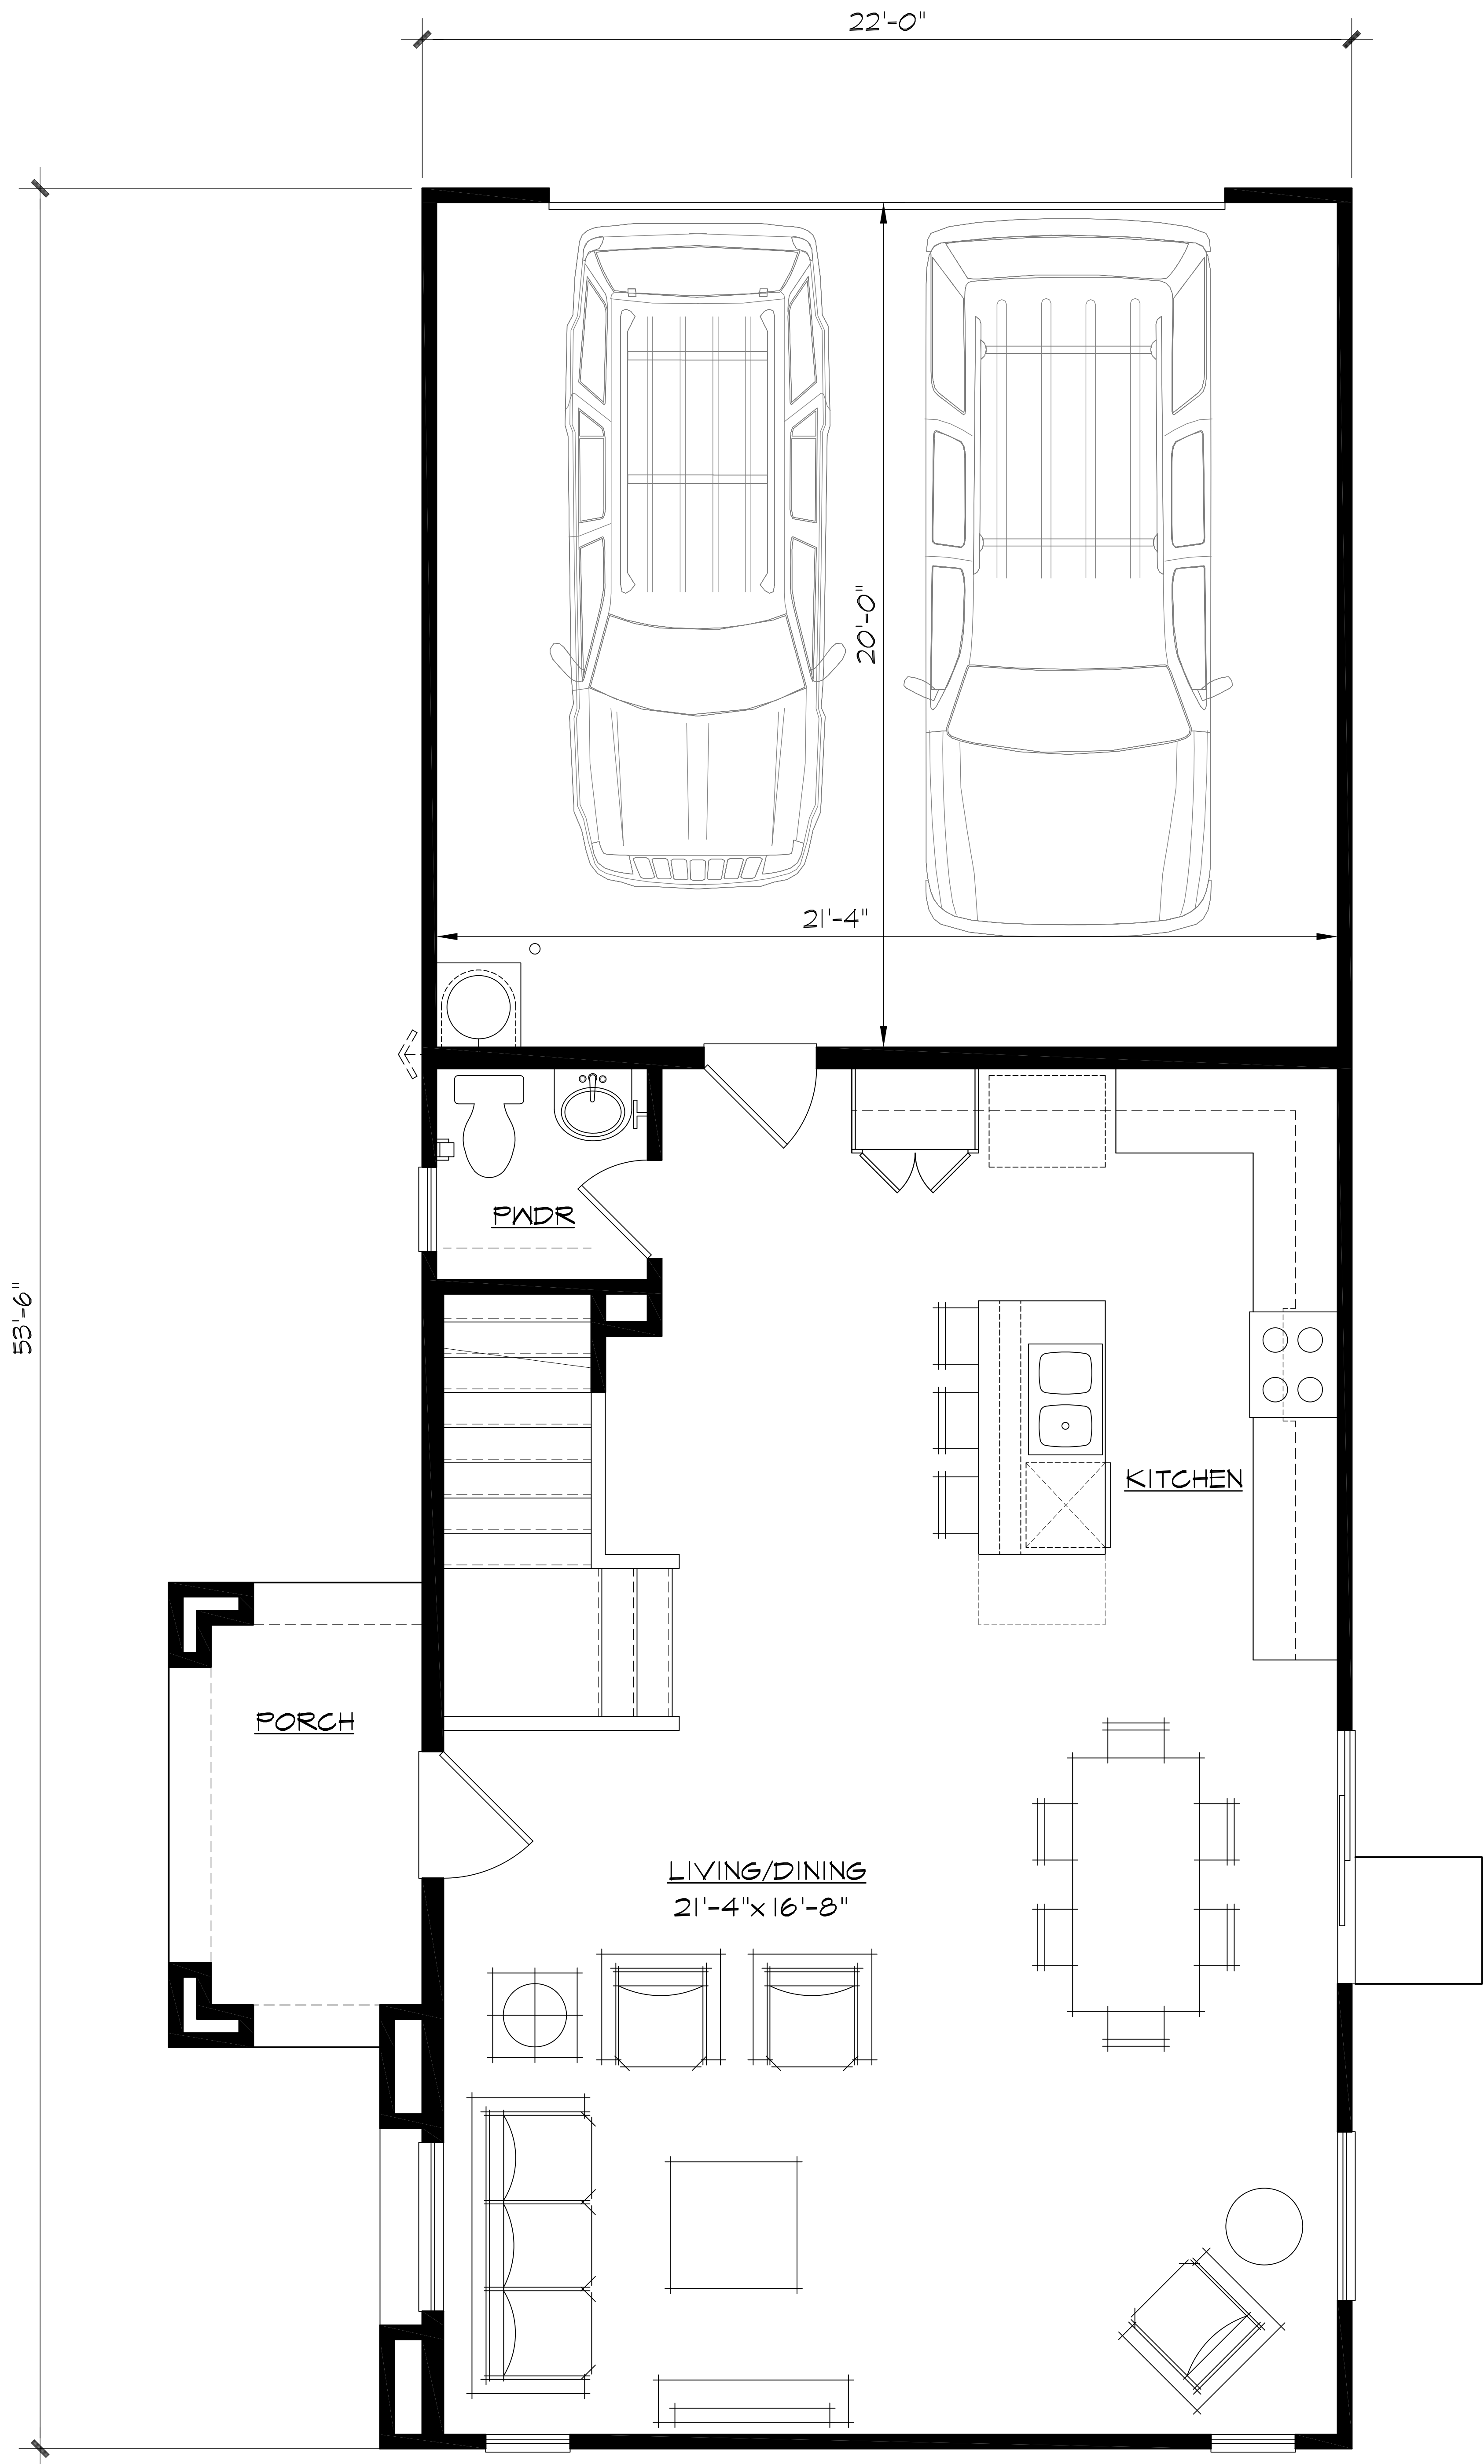 22'-0"
20'-0"
21'-4"
53'-6"
PWDR
KITCHEN
PORCH
LIVING/DINING
21'-4"x16'-8"